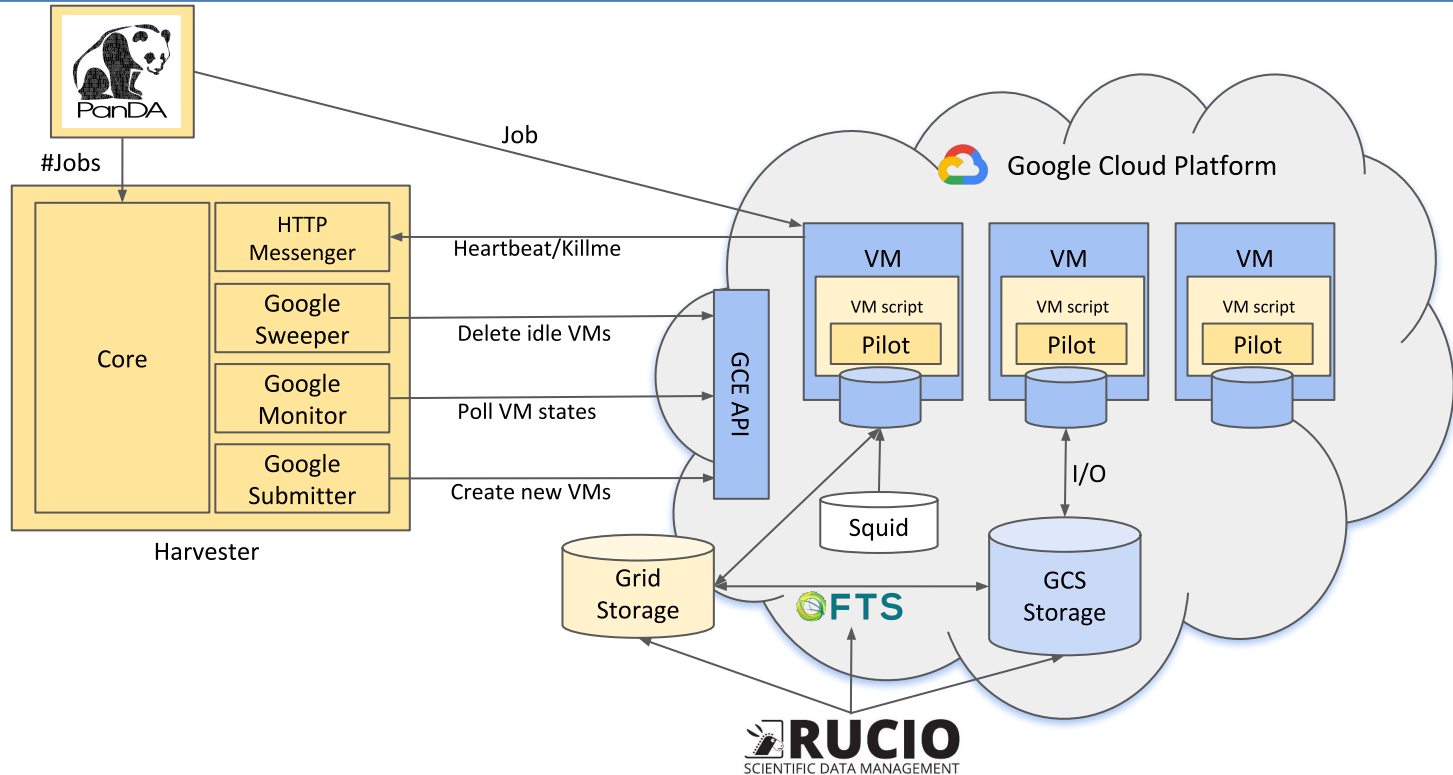 PanDA
#Jobs
Job
Google Cloud Platform
Core
HTTP
Messenger
Google
Sweeper
Google
Monitor
Google
Submitter
Harvester
Heartbeat/Killme
Delete idle VMs
Poll VM states
Create new VMs
GCE API
VM
VM script
Pilot
VM
VM script
Pilot
VM
VM script
Pilot
I/O
Squid
Grid
Storage
FTS
GCS
Storage
RUCIO
SCIENTIFIC DATA MANAGEMENT